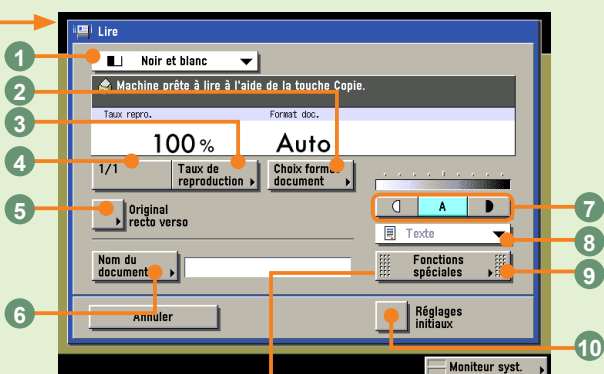 Lire
1
Noir et blanc
2
Machine prête à lire à l'aide de la touche Copie.
3
Taux repro.
Format doc.
100 %
Auto
4
1/1
Taux de
reproduction
Choix format
document
5
Original
recto verso
A
7
Texte
8
Nom du
document
Fonctions
spéciales
9
6
Annuler
Réglages
initiaux
10
Moniteur syst.